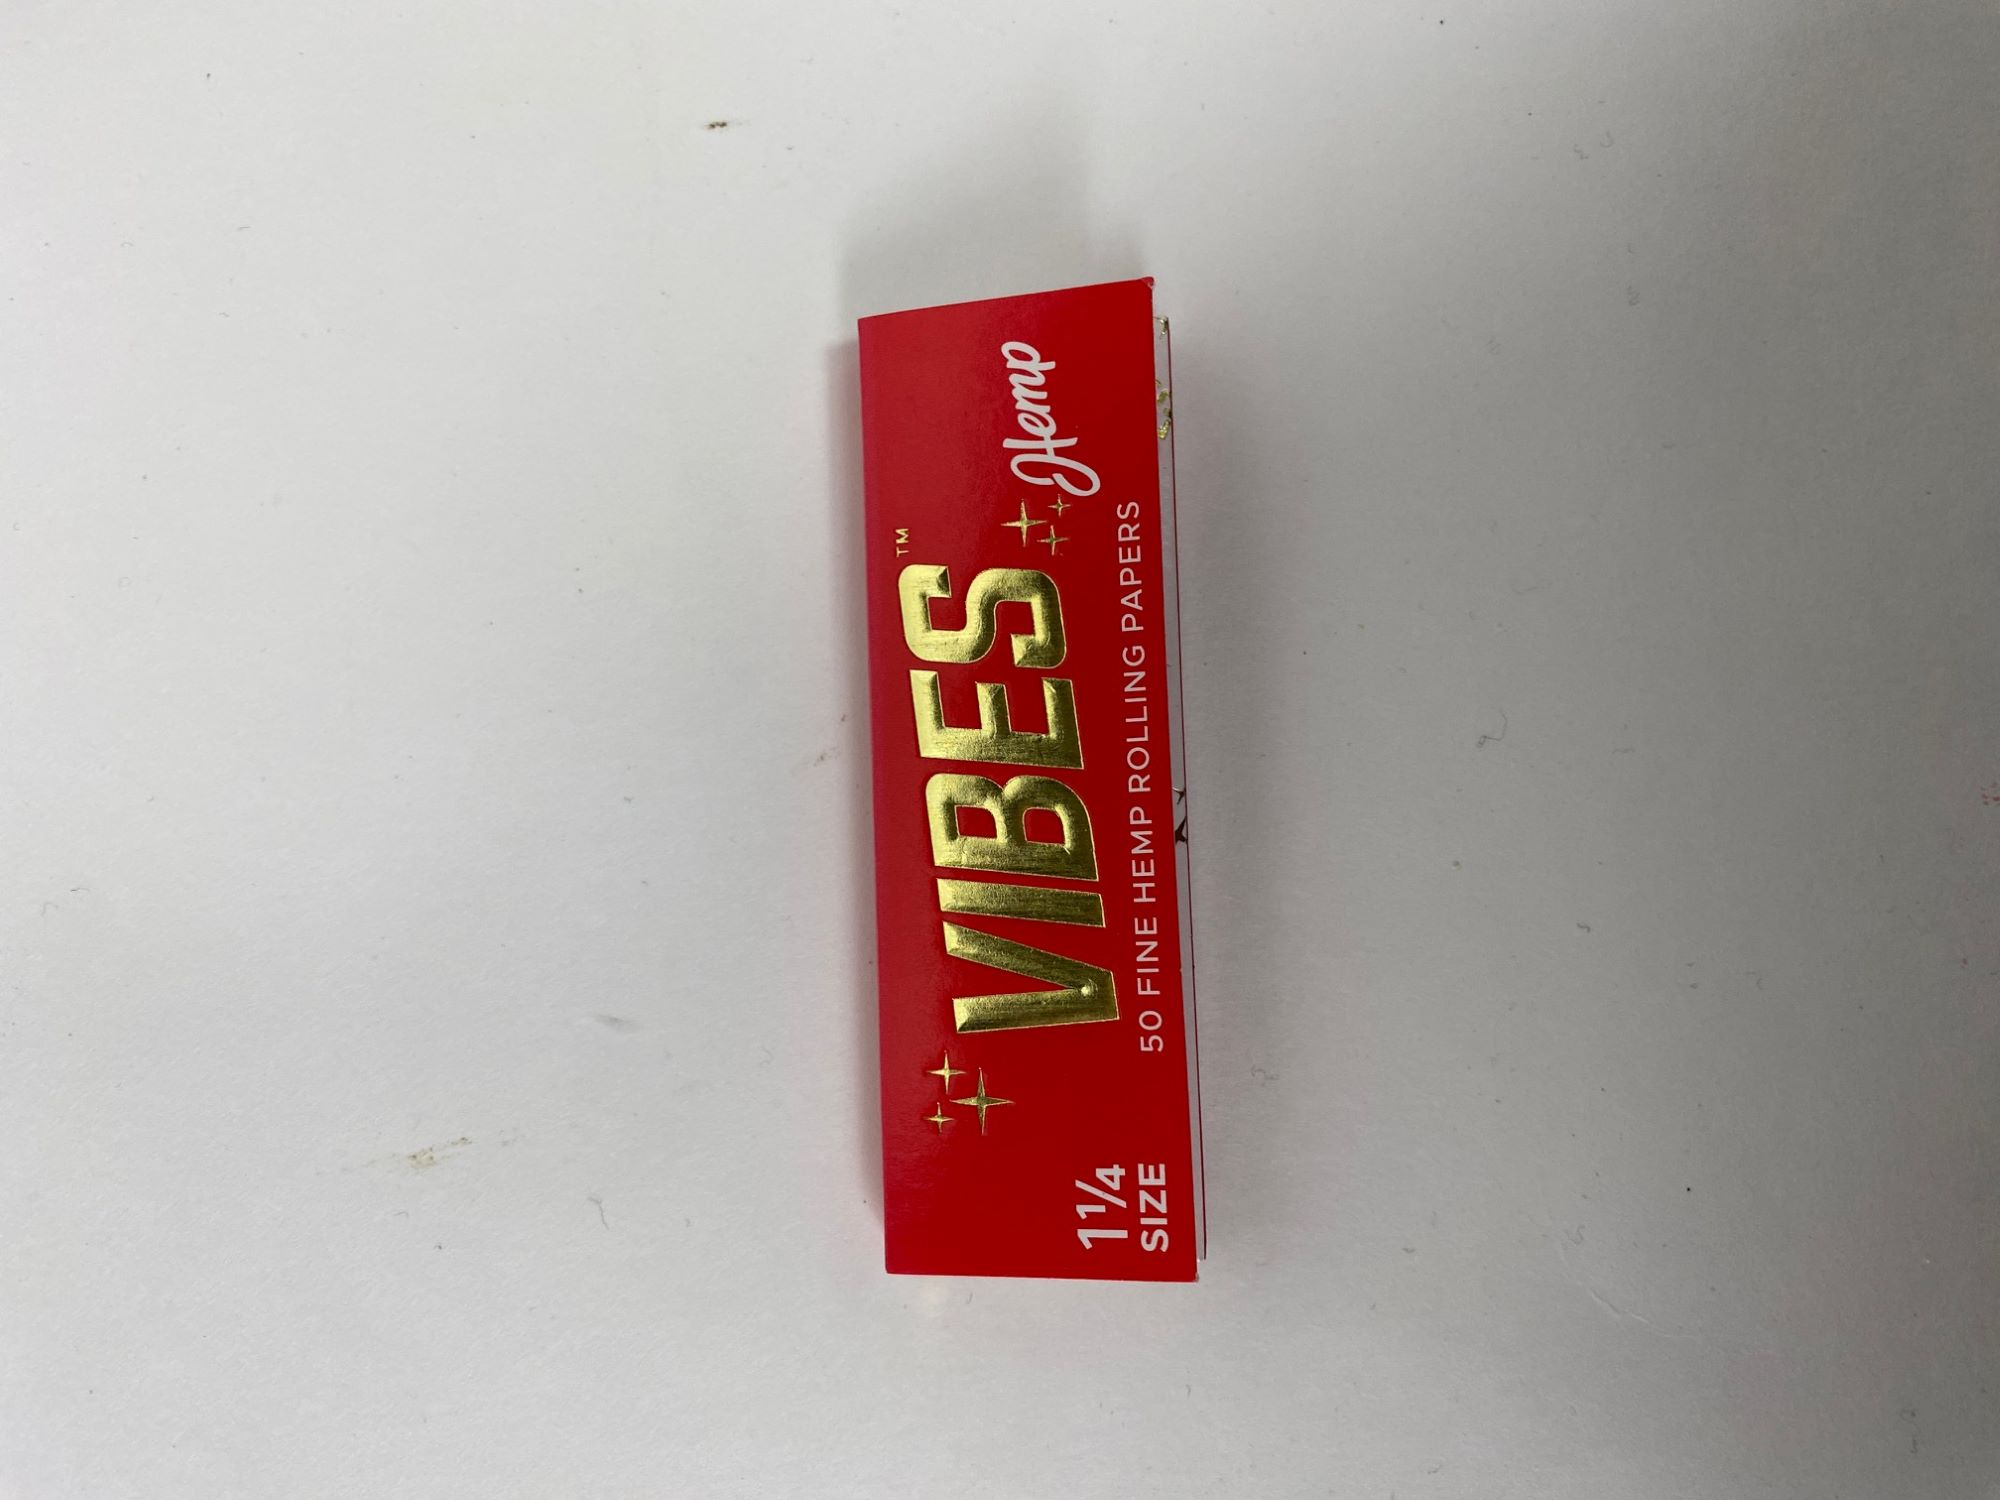 VIBES™
Hemp
50 FINE HEMP ROLLING PAPERS
1¼
SIZE